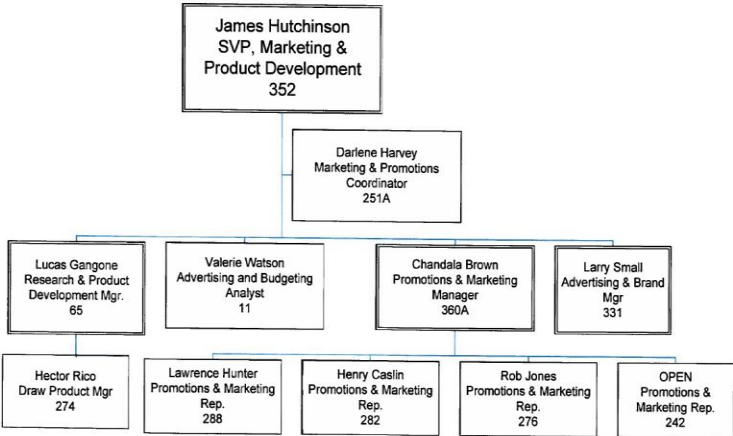 James Hutchinson
SVP, Marketing &
Product Development
352
Darlene Harvey
Marketing & Promotions
Coordinator
251A
Lucas Gangone
Research & Product
Development Mgr.
65
Valerie Watson
Advertising and Budgeting
Analyst
11
Chandala Brown
Promotions & Marketing
Manager
360A
Larry Small
Advertising & Brand
Mgr
331
Hector Rico
Draw Product Mgr
274
Lawrence Hunter
Promotions & Marketing
Rep.
288
Henry Caslin
Promotions & Marketing
Rep.
282
Rob Jones
Promotions & Marketing
Rep.
276
OPEN
Promotions &
Marketing Rep.
242